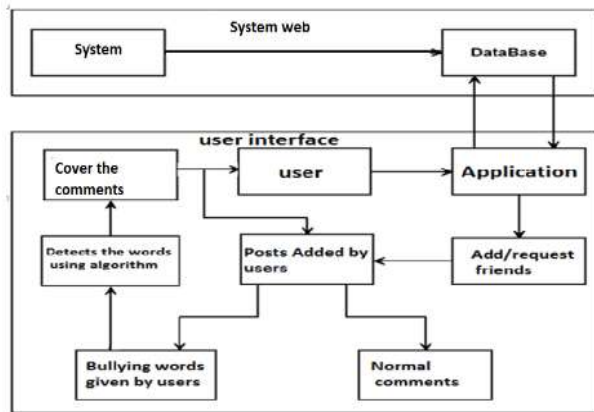 System web
System
DataBase
user interface
Cover the
comments
user
Application
Detects the words
using algorithm
Posts Added by
users
Add/request
friends
Bullying words
given by users
Normal
comments